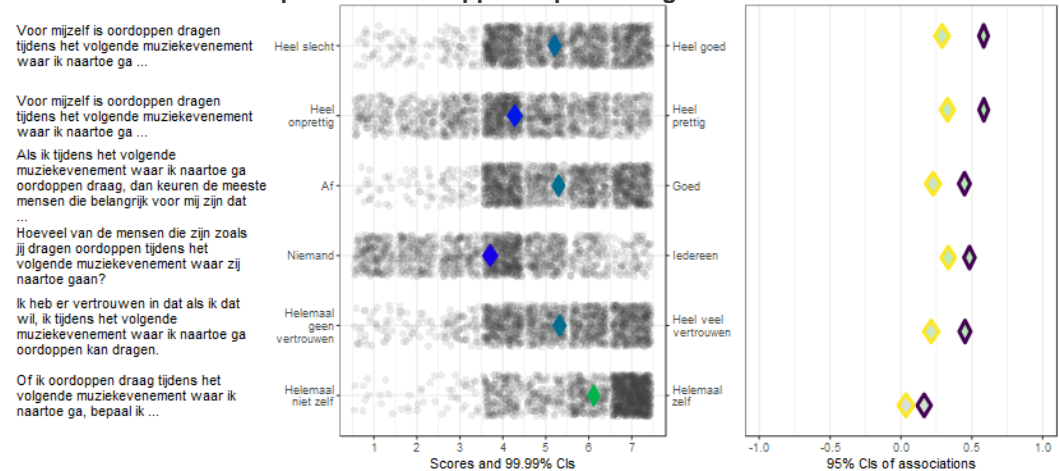 Voor mijzelf is oordoppen dragen
tijdens het volgende muziekevenement
waar ik naartoe ga ...
Heel slecht
Heel goed
Voor mijzelf is oordoppen dragen
tijdens het volgende muziekevenement
waar ik naartoe ga ...
Heel
onprettig
Heel
prettig
Als ik tijdens het volgende
muziekevenement waar ik naartoe ga
oordoppen draag, dan keuren de meeste
mensen die belangrijk voor mij zijn dat
...
Af
Goed
Hoeveel van de mensen die zijn zoals
jij dragen oordoppen tijdens het
volgende muziekevenement waar zij
naartoe gaan?
Niemand
Iedereen
Ik heb er vertrouwen in dat als ik dat
wil, ik tijdens het volgende
muziekevenement waar ik naartoe ga
oordoppen kan dragen.
Helemaal
geen
vertrouwen
Heel veel
vertrouwen
Of ik oordoppen draag tijdens het
volgende muziekevenement waar ik
naartoe ga, bepaal ik ...
Helemaal
niet zelf
Helemaal
zelf
1 2 3 4 5 6 7
Scores and 99.99% CIs
-1.0 -0.5 0.0 0.5 1.0
95% CIs of associations